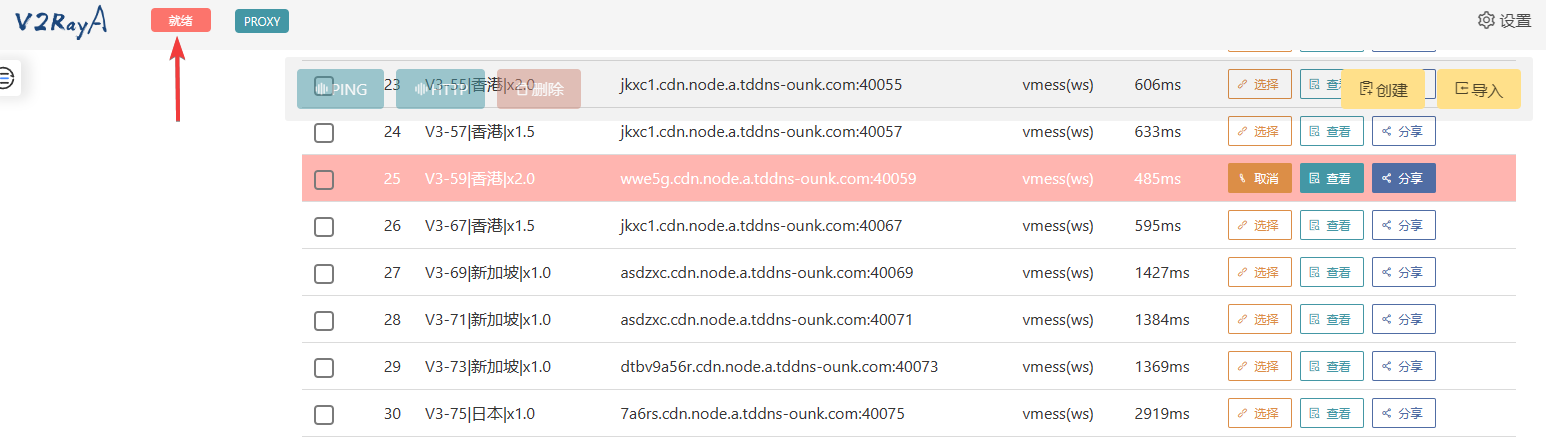 V2RayA 就绪 PROXY 设置
23 V3-55|香港|x2.0 jkxc1.cdn.node.a.tddns-ounk.com:40055 vmess(ws) 606ms 选择 查看
PING HTTP 删除 创建 导入
24 V3-57|香港|x1.5 jkxc1.cdn.node.a.tddns-ounk.com:40057 vmess(ws) 633ms 选择 查看 分享
25 V3-59|香港|x2.0 wwe5g.cdn.node.a.tddns-ounk.com:40059 vmess(ws) 485ms 取消 查看 分享
26 V3-67|香港|x1.5 jkxc1.cdn.node.a.tddns-ounk.com:40067 vmess(ws) 595ms 选择 查看 分享
27 V3-69|新加坡|x1.0 asdzxc.cdn.node.a.tddns-ounk.com:40069 vmess(ws) 1427ms 选择 查看 分享
28 V3-71|新加坡|x1.0 asdzxc.cdn.node.a.tddns-ounk.com:40071 vmess(ws) 1384ms 选择 查看 分享
29 V3-73|新加坡|x1.0 dtbv9a56r.cdn.node.a.tddns-ounk.com:40073 vmess(ws) 1369ms 选择 查看 分享
30 V3-75|日本|x1.0 7a6rs.cdn.node.a.tddns-ounk.com:40075 vmess(ws) 2919ms 选择 查看 分享